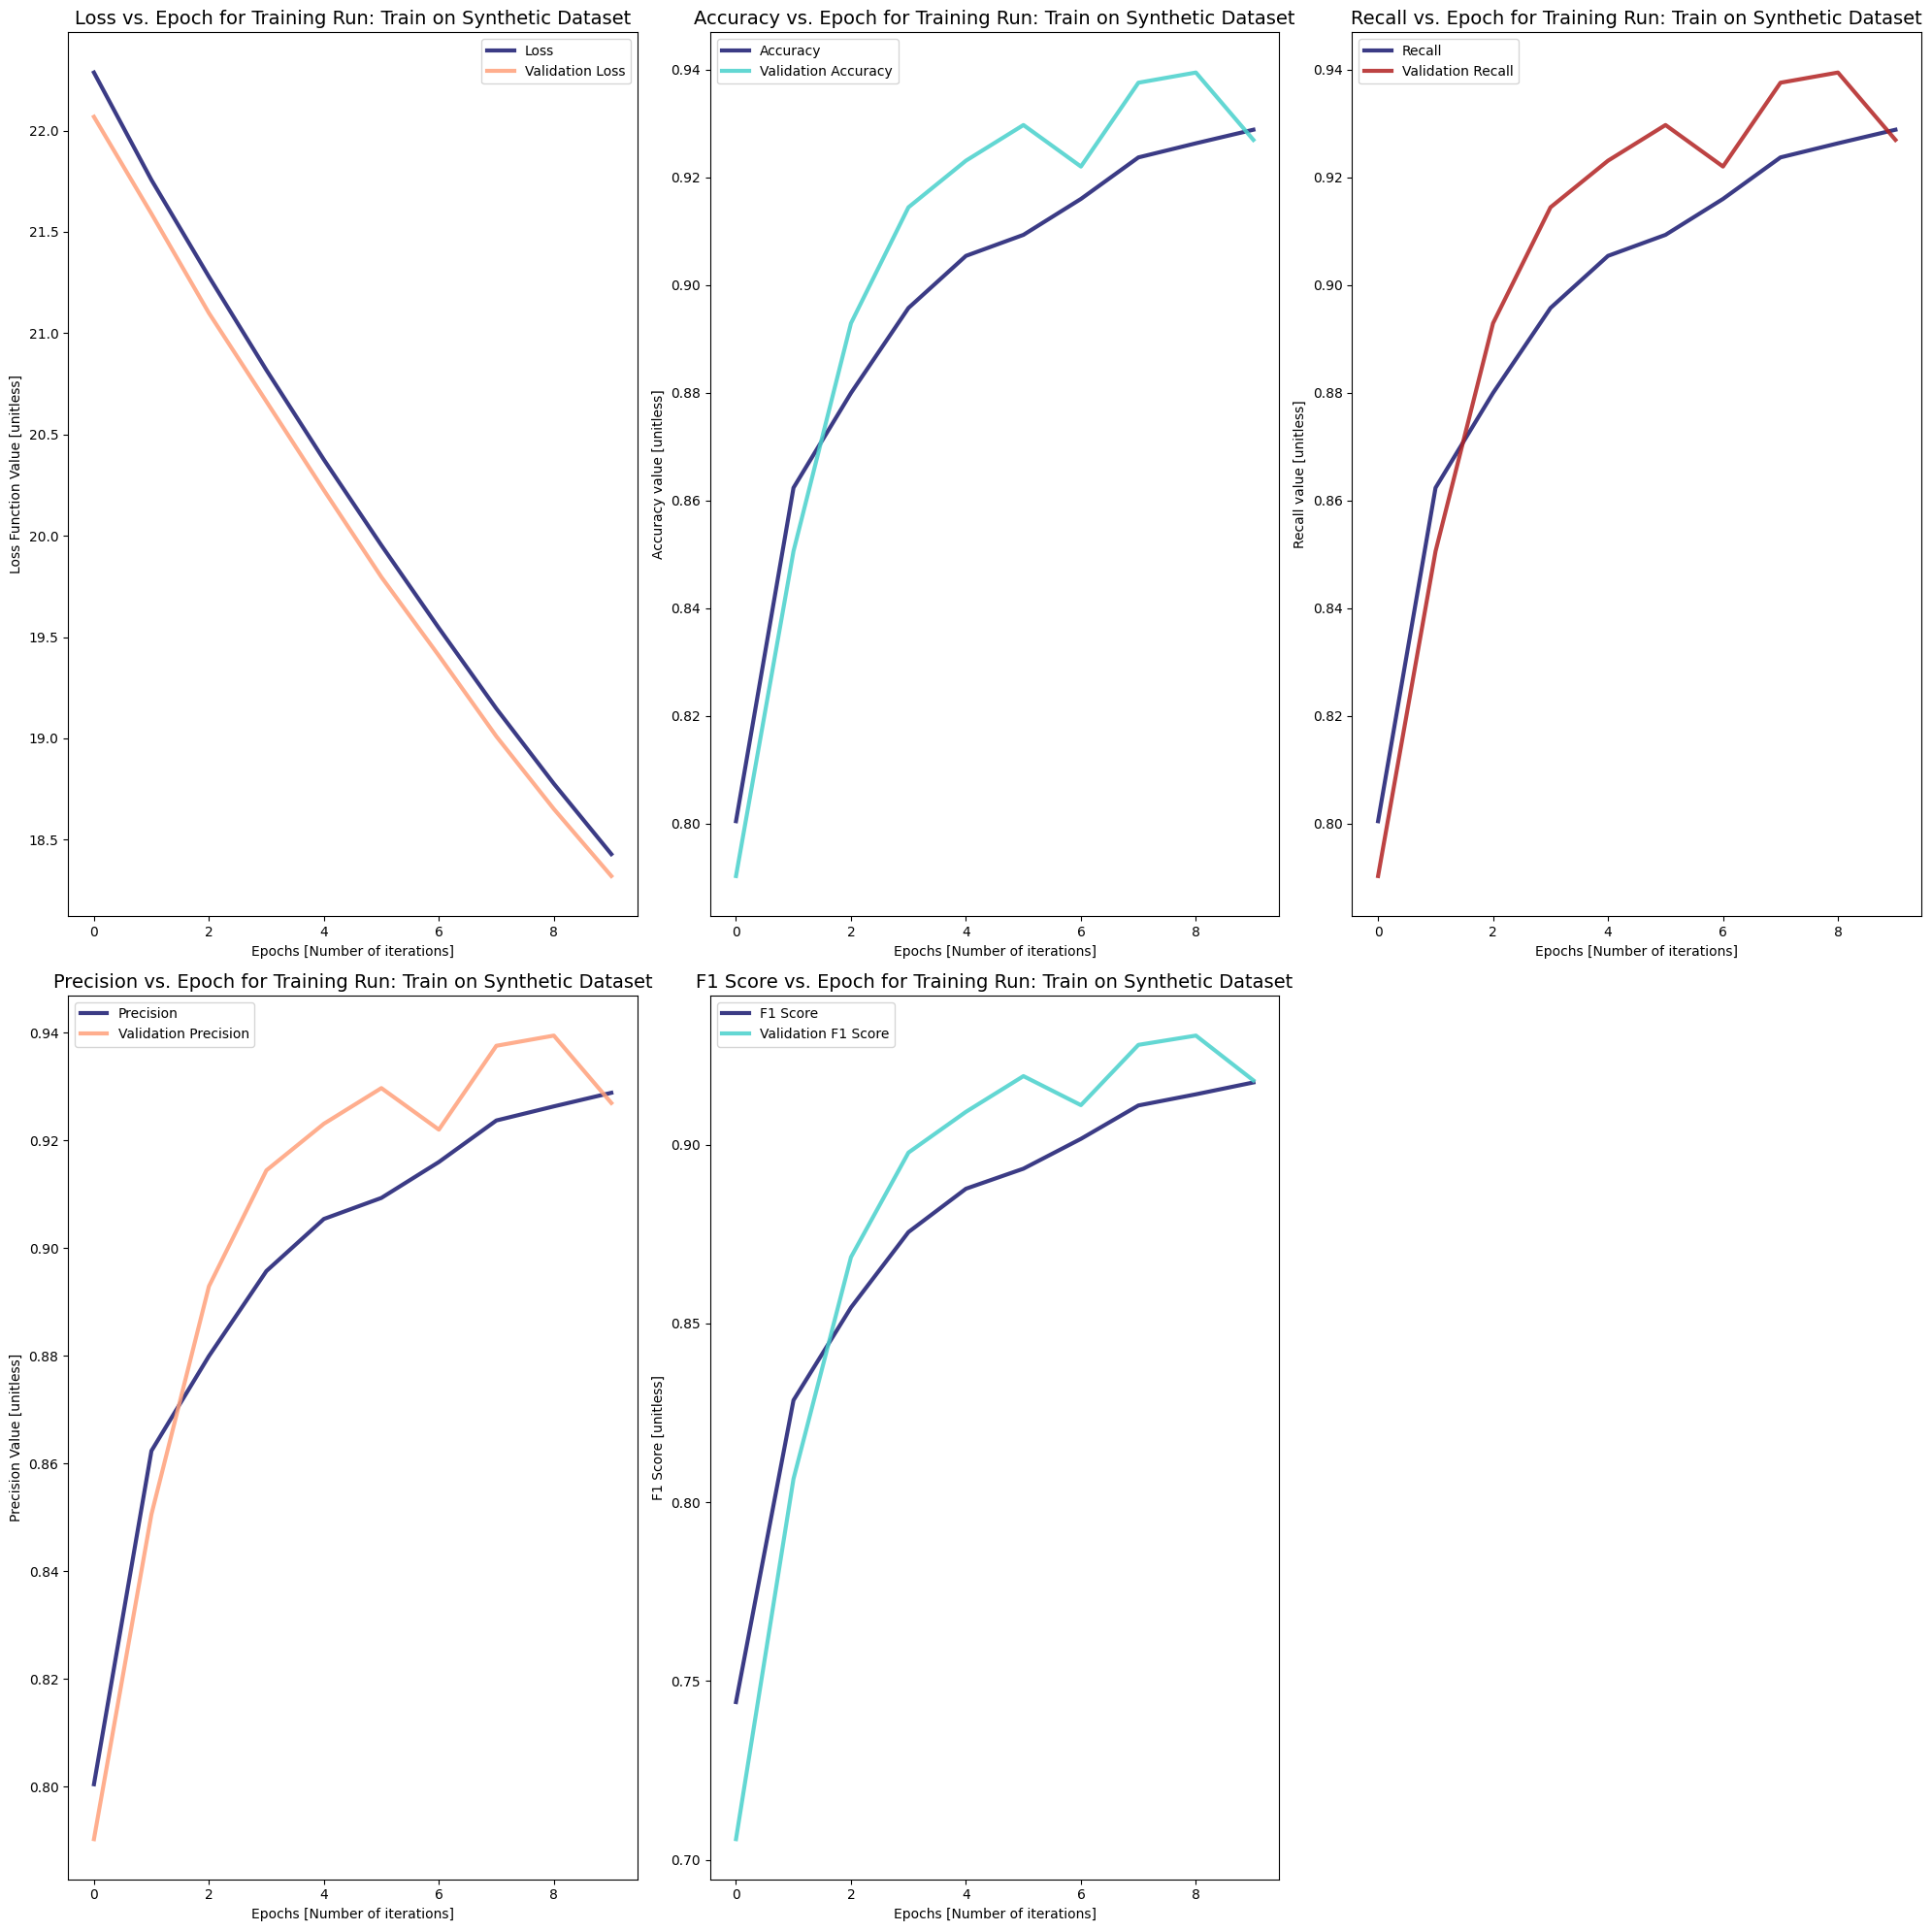 Loss vs. Epoch for Training Run: Train on Synthetic Dataset
Loss
Validation Loss
22.0
21.5
21.0
20.5
20.0
19.5
19.0
18.5
Loss Function Value [unitless]
0 2 4 6 8
Epochs [Number of iterations]
Accuracy vs. Epoch for Training Run: Train on Synthetic Dataset
Accuracy
Validation Accuracy
0.94
0.92
0.90
0.88
0.86
0.84
0.82
0.80
Accuracy value [unitless]
0 2 4 6 8
Epochs [Number of iterations]
Recall vs. Epoch for Training Run: Train on Synthetic Dataset
Recall
Validation Recall
0.94
0.92
0.90
0.88
0.86
0.84
0.82
0.80
Recall value [unitless]
0 2 4 6 8
Epochs [Number of iterations]
Precision vs. Epoch for Training Run: Train on Synthetic Dataset
Precision
Validation Precision
0.94
0.92
0.90
0.88
0.86
0.84
0.82
0.80
Precision Value [unitless]
0 2 4 6 8
Epochs [Number of iterations]
F1 Score vs. Epoch for Training Run: Train on Synthetic Dataset
F1 Score
Validation F1 Score
0.90
0.85
0.80
0.75
0.70
F1 Score [unitless]
0 2 4 6 8
Epochs [Number of iterations]